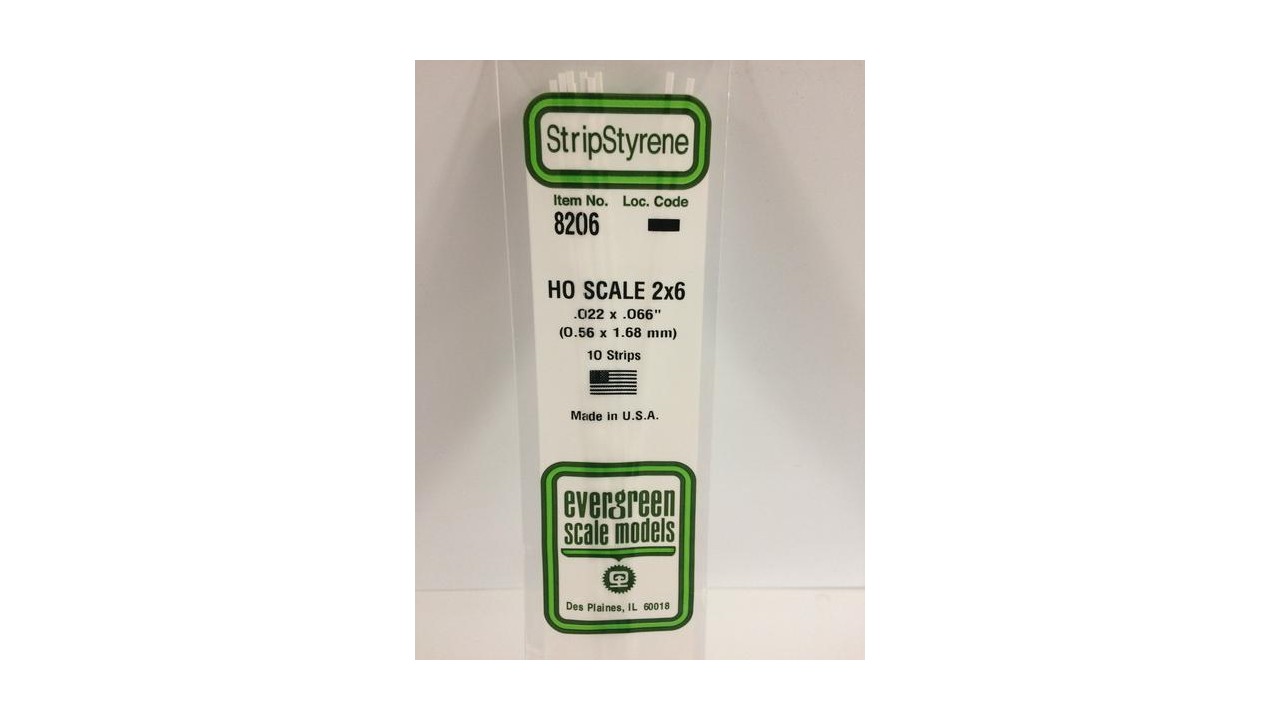 StripStyrene
Item No. Loc. Code
8206
HO SCALE 2x6
.022 x .066"
(0.56 x 1.68 mm)
10 Strips
Made in U.S.A.
evergreen
scale models
Des Plaines, IL 60018